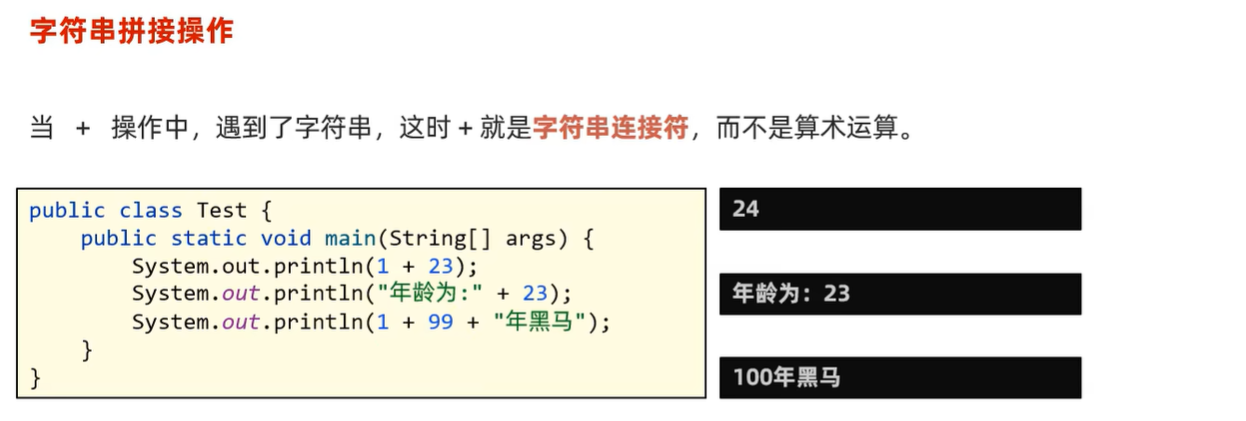 字符串拼接操作
当 + 操作中，遇到了字符串，这时 + 就是字符串连接符，而不是算术运算。
public class Test {
    public static void main(String[] args) {
        System.out.println(1 + 23);
        System.out.println("年龄为:" + 23);
        System.out.println(1 + 99 + "年黑马");
    }
}
24
年龄为：23
100年黑马